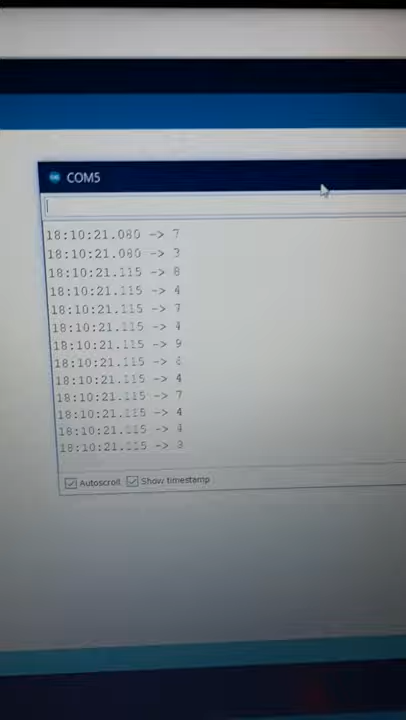 COM5
18:10:21.080 -> 7
18:10:21.080 -> 3
18:10:21.115 -> 8
18:10:21.115 -> 4
18:10:21.115 -> 7
18:10:21.115 -> 4
18:10:21.115 -> 9
18:10:21.115 ->
18:10:21.115 -> 4
18:10:21.115 -> 7
18:10:21.115 -> 4
18:10:21.115 -> 4
18:10:21.115 -> 3
Autoscroll Show timestamp